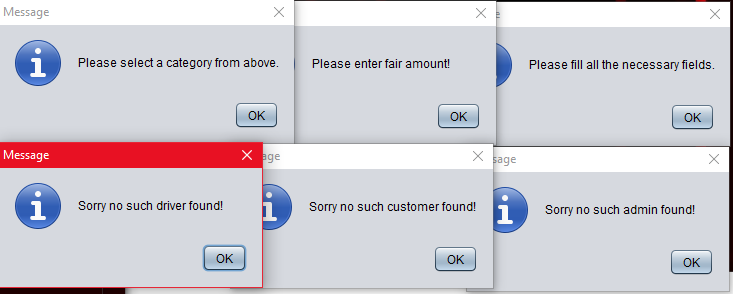 Message
Please select a category from above.
OK
Please enter fair amount!
OK
Please fill all the necessary fields.
OK
Message
Sorry no such driver found!
OK
sage
Sorry no such customer found!
OK
sage
Sorry no such admin found!
OK